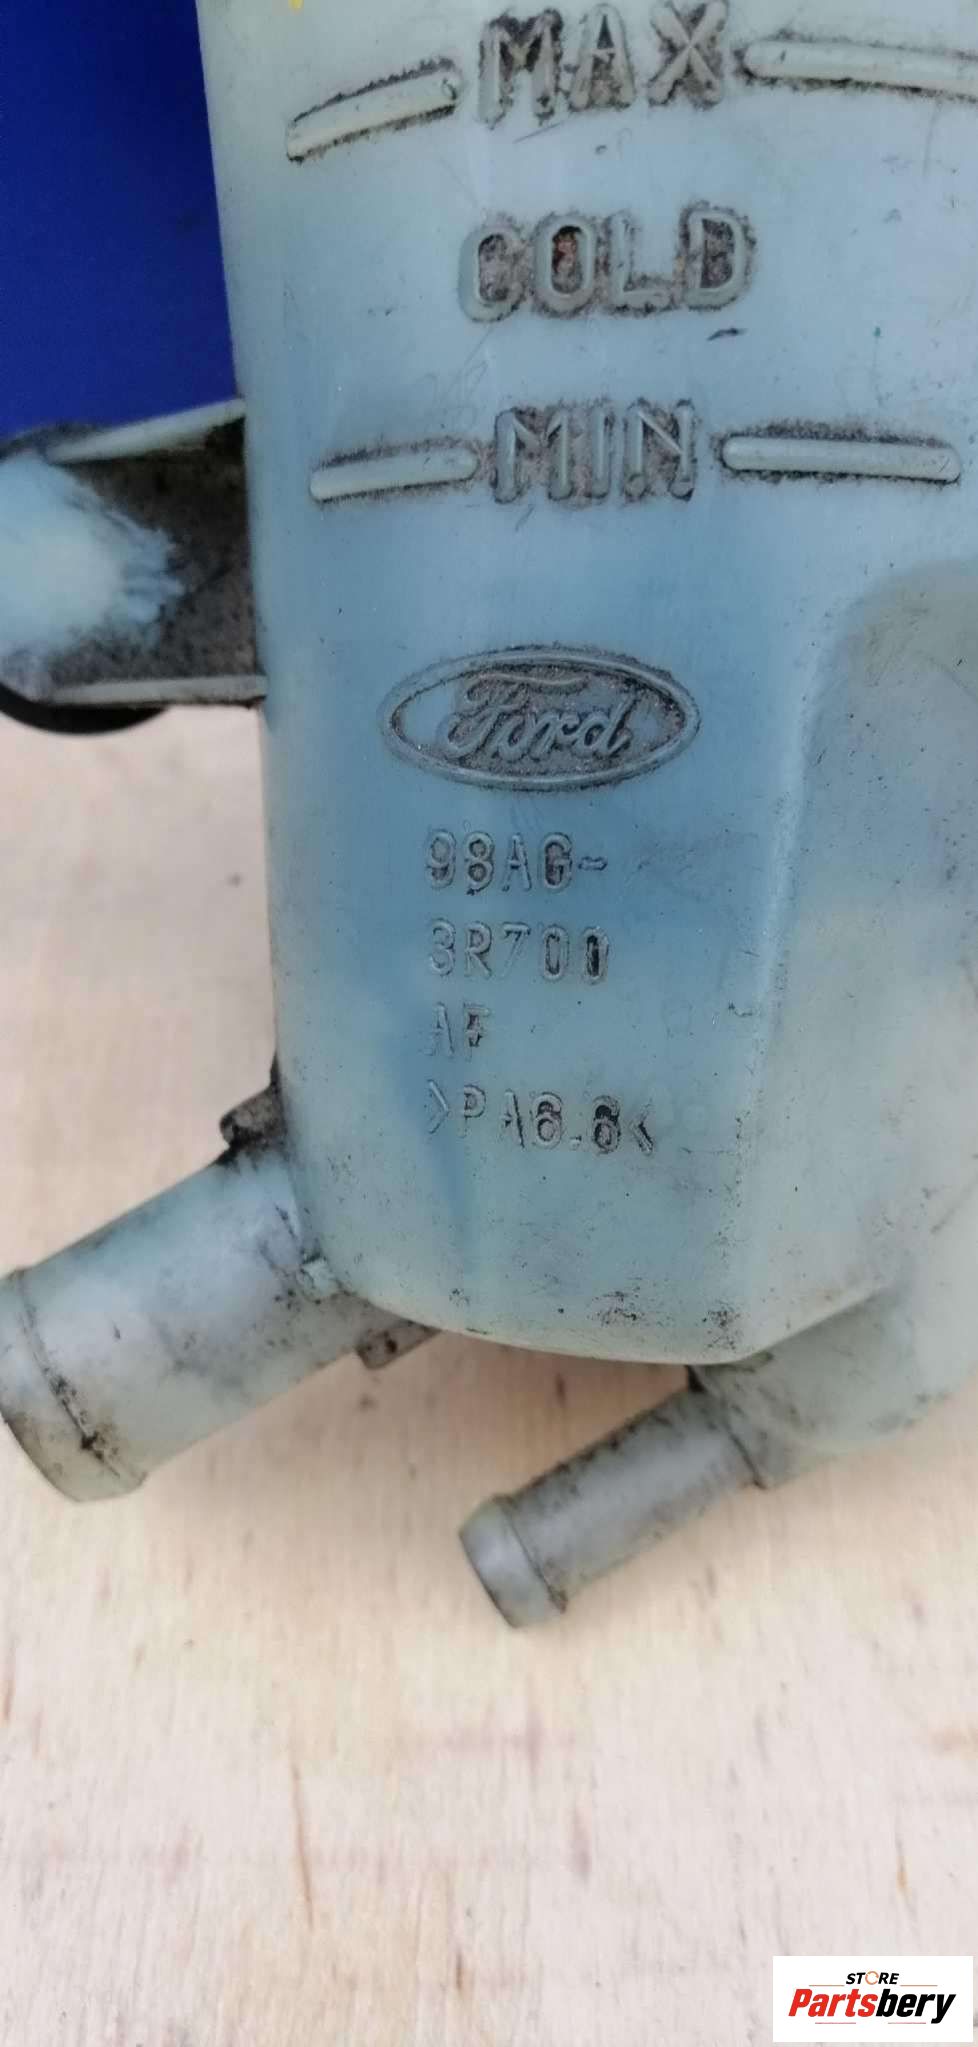 MAX
COLD
MIN
Ford
98AG-
3R700
AF
>PA6.6<
STORE
Partsbery